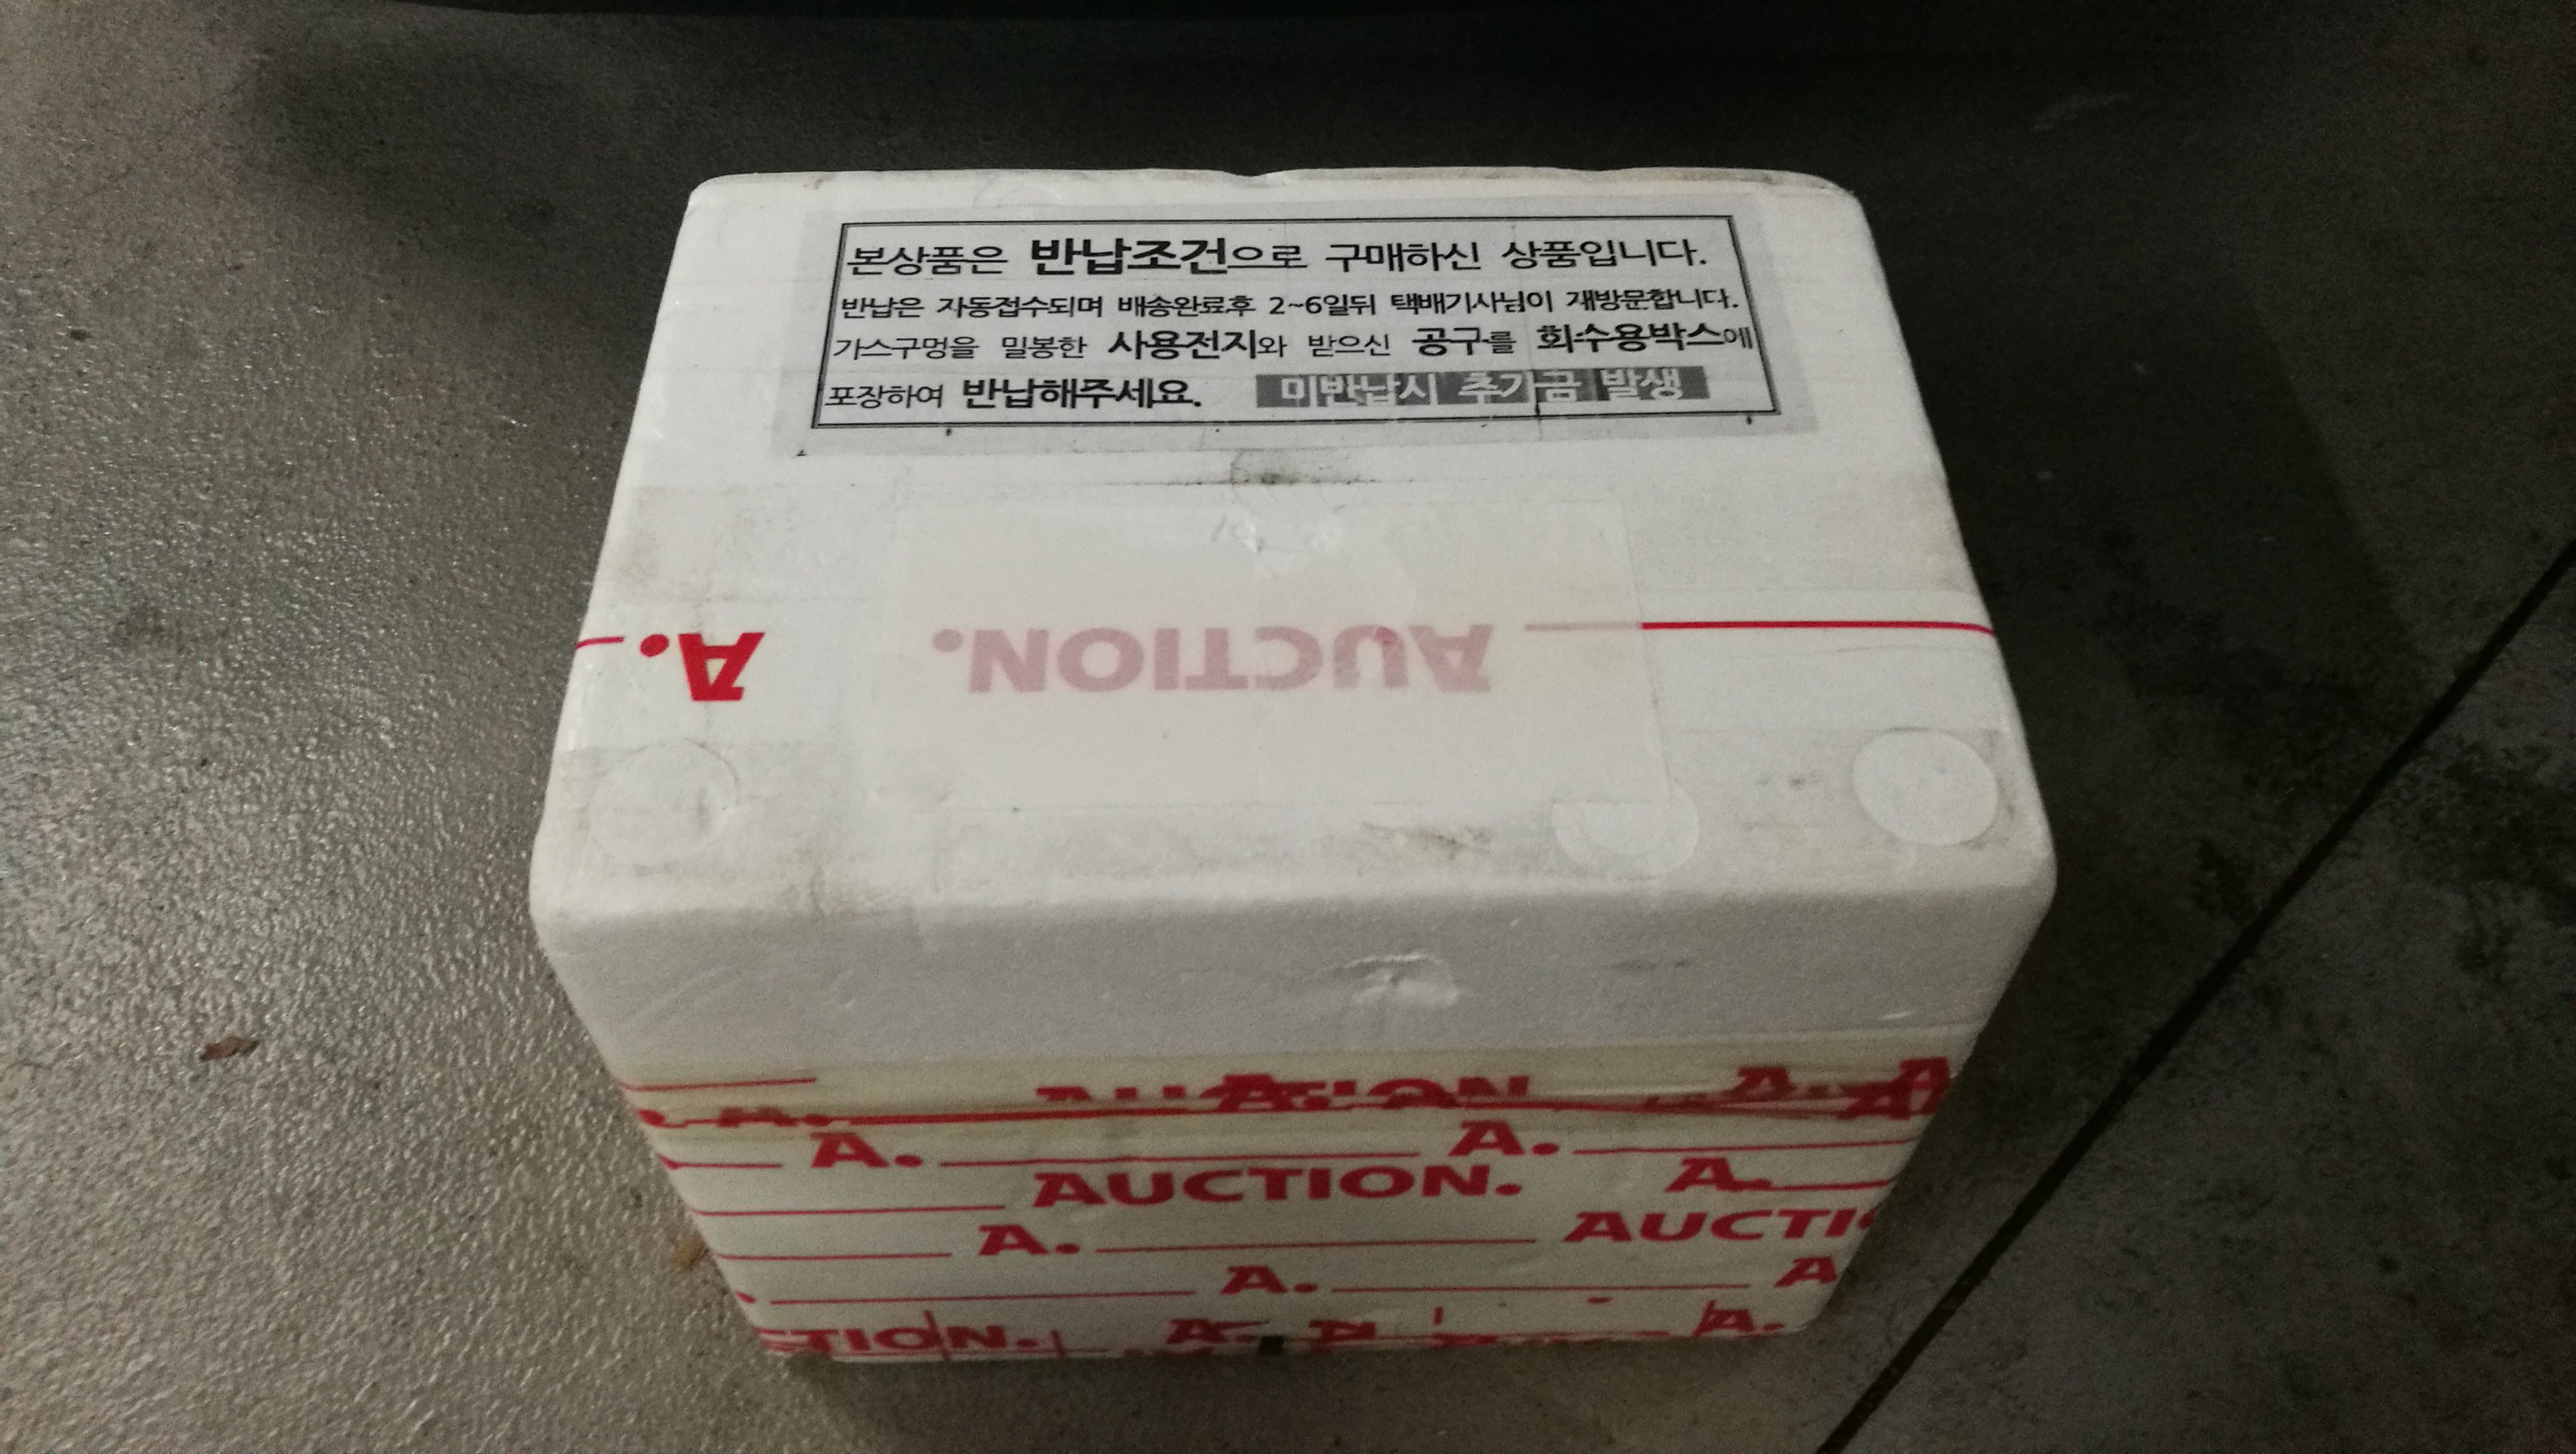 본상품은 반납조건으로 구매하신 상품입니다.
반납은 자동접수되며 배송완료후 2~6일뒤 택배기사님이 재방문합니다.
가스구멍을 밀봉한 사용전지와 받으신 공구를 회수용박스에
포장하여 반납해주세요. 미반납시 추가금 발생
A. AUCTION.
AUCTION. A. A
A. A.
AUCTION. A.
A. AUCTI
A. A
TION. A. A.